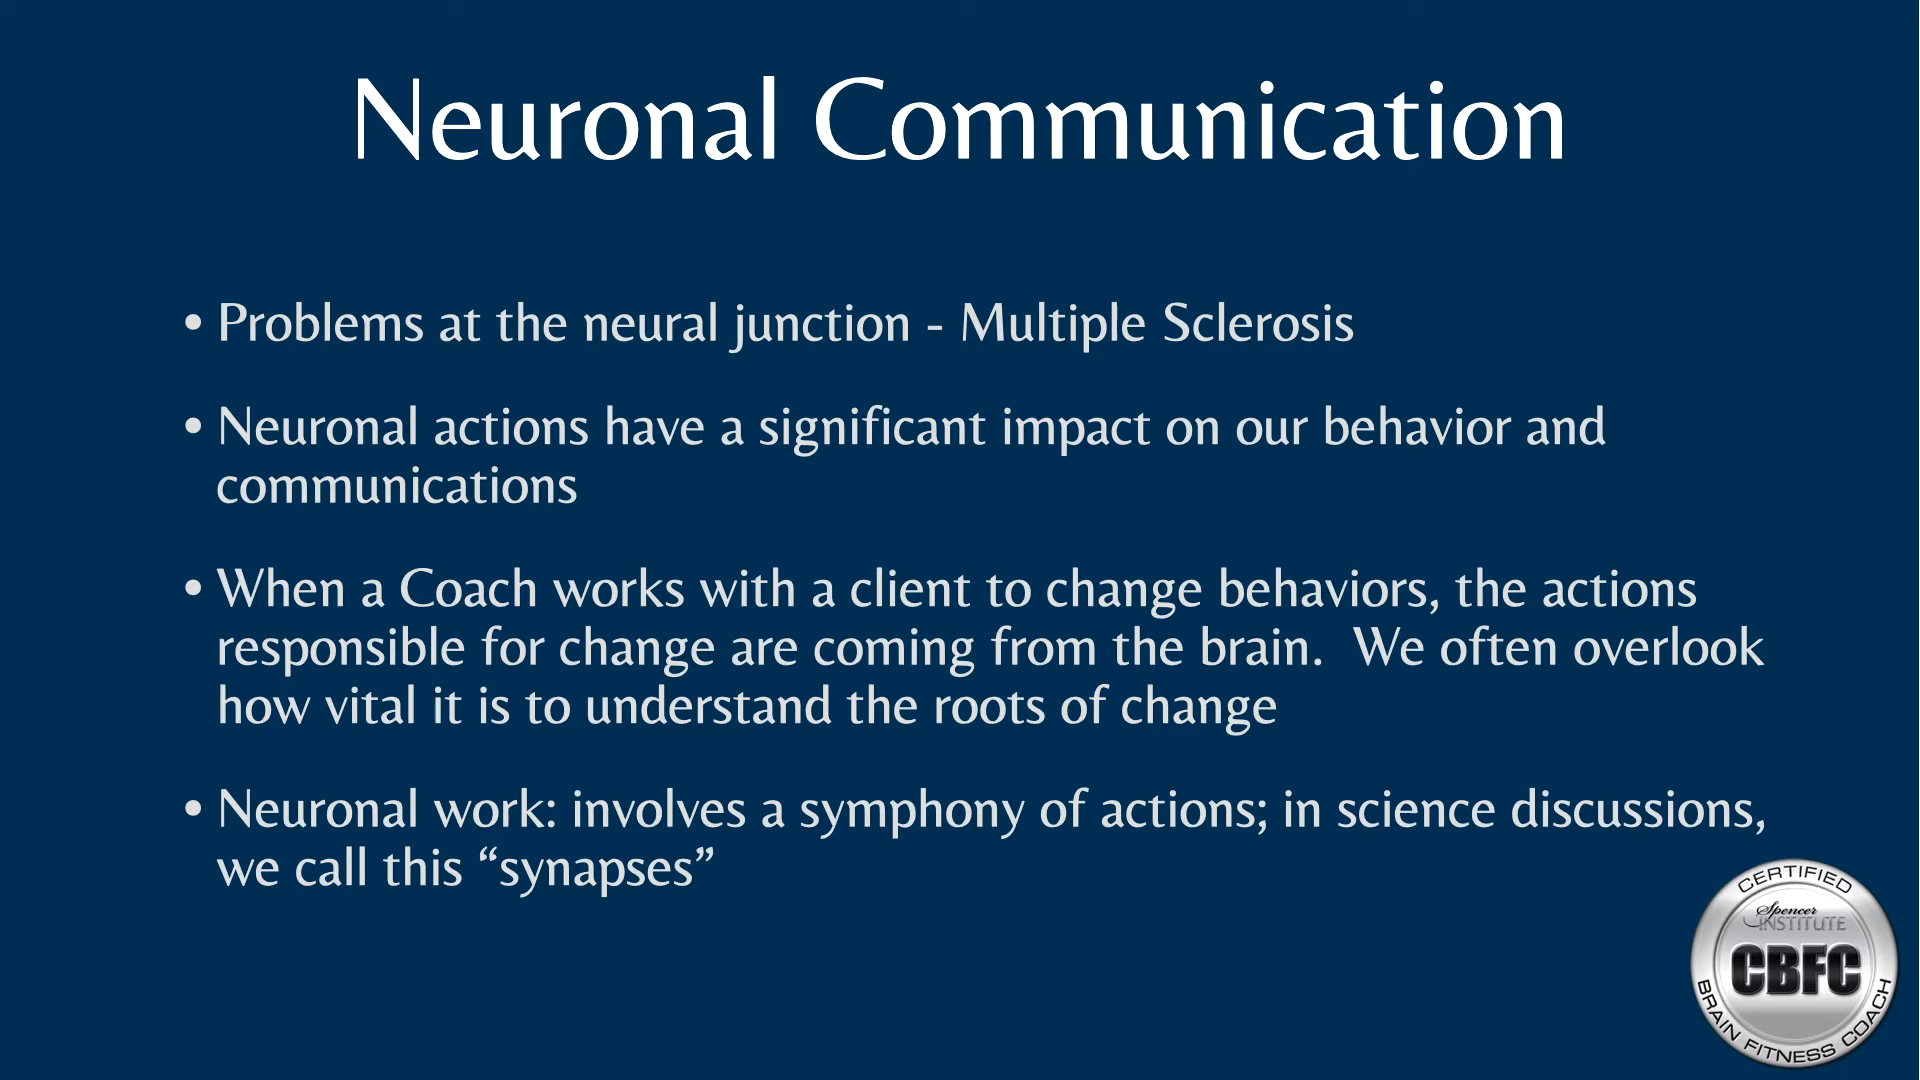 Neuronal Communication
• Problems at the neural junction - Multiple Sclerosis
• Neuronal actions have a significant impact on our behavior and
communications
• When a Coach works with a client to change behaviors, the actions
responsible for change are coming from the brain.  We often overlook
how vital it is to understand the roots of change
• Neuronal work: involves a symphony of actions; in science discussions,
we call this “synapses”
CERTIFIED
Spencer
INSTITUTE
CBFC
BRAIN FITNESS COACH